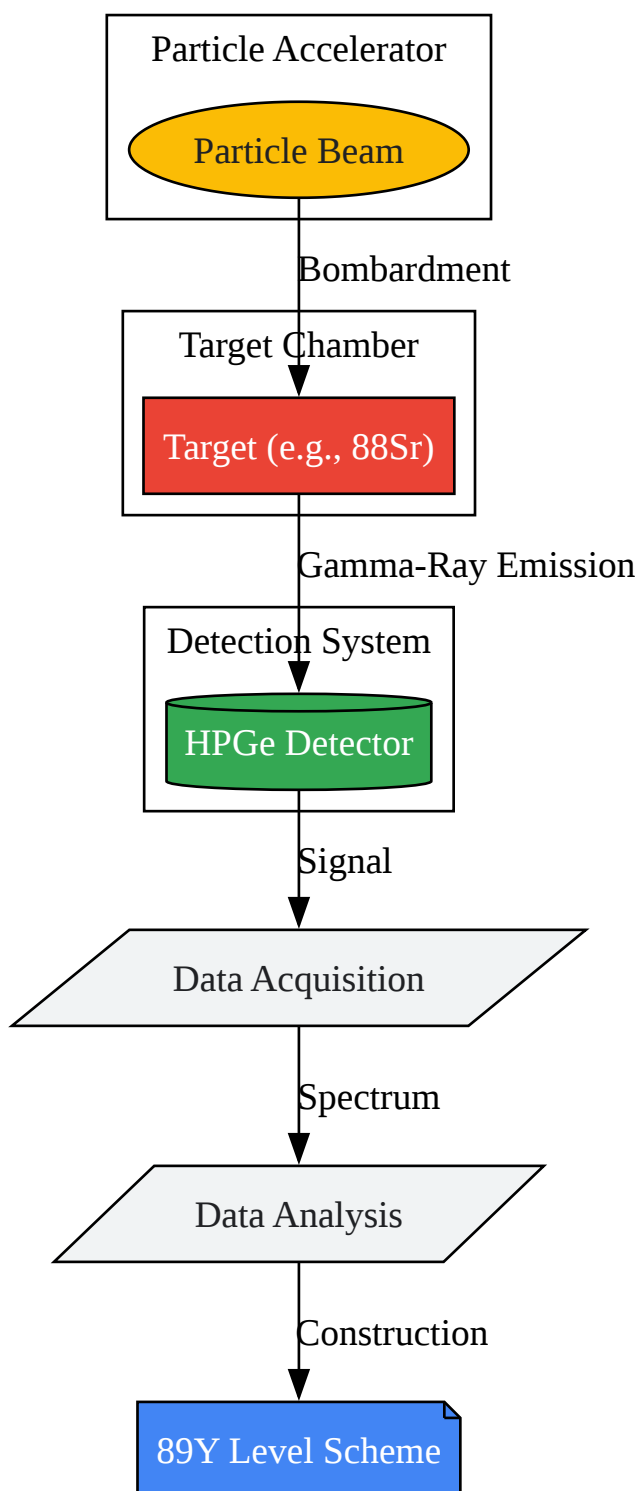 Particle Accelerator
Particle Beam
Bombardment
Target Chamber
Target (e.g., 88Sr)
Gamma-Ray Emission
Detection System
HPGe Detector
Signal
Data Acquisition
Spectrum
Data Analysis
Construction
89Y Level Scheme